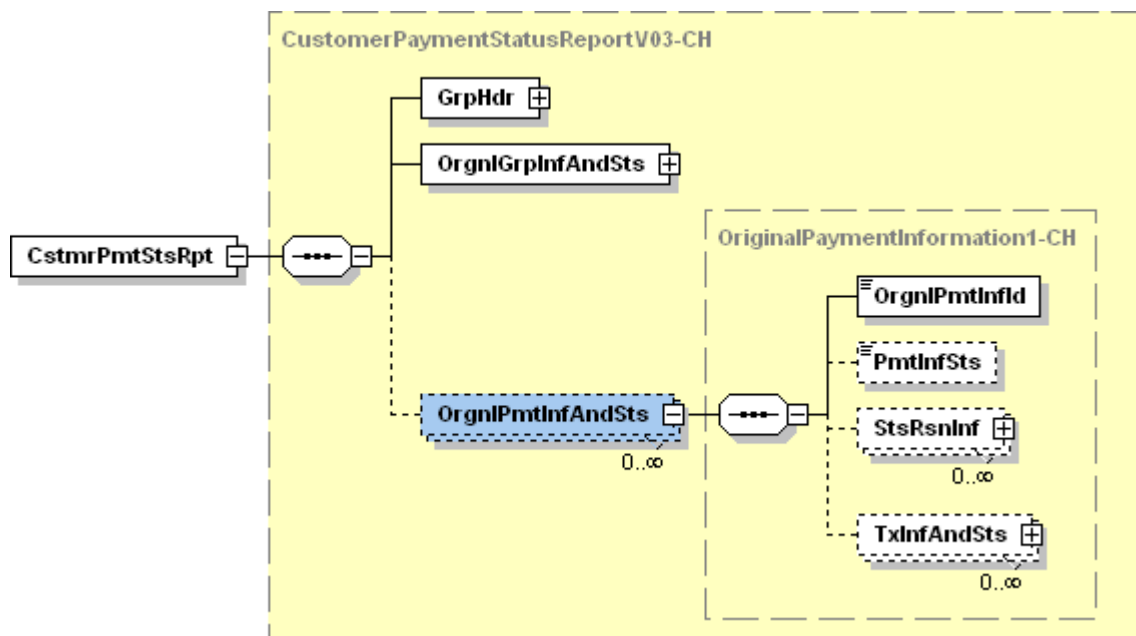 CustomerPaymentStatusReportV03-CH
GrpHdr
OrgnlGrpInfAndSts
CstmrPmtStsRpt
OriginalPaymentInformation1-CH
OrgnlPmtInfId
PmtInfSts
OrgnlPmtInfAndSts
0..∞
StsRsnInf
0..∞
TxInfAndSts
0..∞